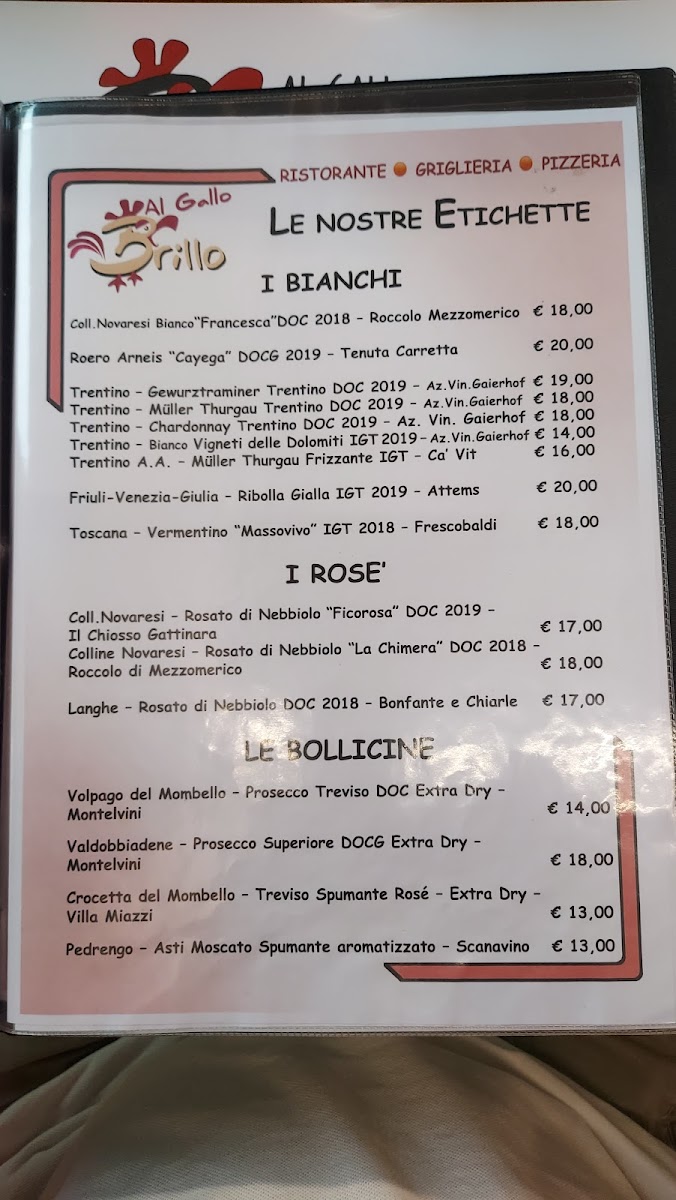 RISTORANTE ● GRIGLIERIA ● PIZZERIA
Al Gallo
Brillo
LE NOSTRE ETICHETTE
I BIANCHI
Coll.Novaresi Bianco"Francesca"DOC 2018 - Roccolo Mezzomerico € 18,00
Roero Arneis "Cayega" DOCG 2019 - Tenuta Carretta € 20,00
Trentino - Gewurztraminer Trentino DOC 2019 - Az.Vin.Gaierhof € 19,00
Trentino - Müller Thurgau Trentino DOC 2019 - Az.Vin.Gaierhof € 18,00
Trentino - Chardonnay Trentino DOC 2019 - Az. Vin. Gaierhof € 18,00
Trentino - Bianco Vigneti delle Dolomiti IGT 2019 - Az.Vin.Gaierhof € 14,00
Trentino A.A. - Müller Thurgau Frizzante IGT - Ca' Vit € 16,00
Friuli-Venezia-Giulia - Ribolla Gialla IGT 2019 - Attems € 20,00
Toscana - Vermentino "Massovivo" IGT 2018 - Frescobaldi € 18,00
I ROSE'
Coll.Novaresi - Rosato di Nebbiolo "Ficorosa" DOC 2019 -
Il Chiosso Gattinara € 17,00
Colline Novaresi - Rosato di Nebbiolo "La Chimera" DOC 2018 -
Roccolo di Mezzomerico € 18,00
Langhe - Rosato di Nebbiolo DOC 2018 - Bonfante e Chiarle € 17,00
LE BOLLICINE
Volpago del Mombello - Prosecco Treviso DOC Extra Dry -
Montelvini € 14,00
Valdobbiadene - Prosecco Superiore DOCG Extra Dry -
Montelvini € 18,00
Crocetta del Mombello - Treviso Spumante Rosé - Extra Dry -
Villa Miazzi € 13,00
Pedrengo - Asti Moscato Spumante aromatizzato - Scanavino € 13,00